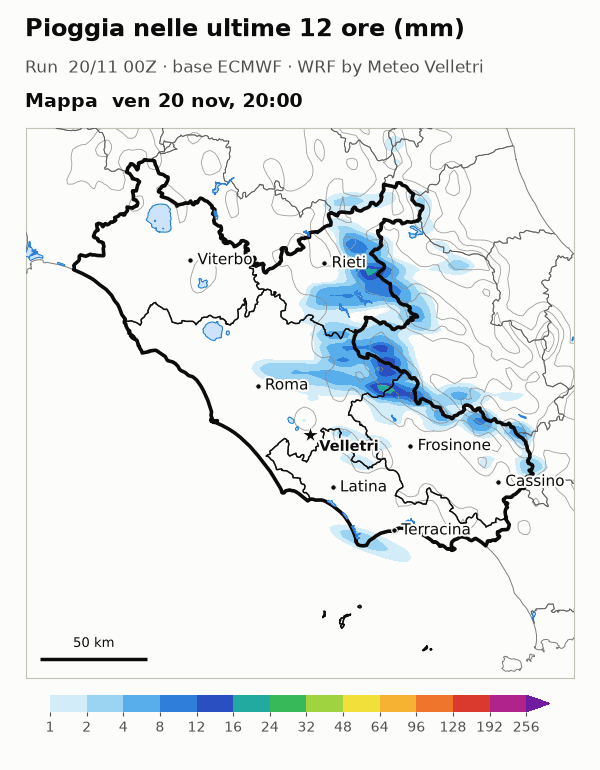 Pioggia nelle ultime 12 ore (mm)
Run 20/11 00Z · base ECMWF · WRF by Meteo Velletri
Mappa ven 20 nov, 20:00
Viterbo
Rieti
Roma
Velletri
Frosinone
Latina
Cassino
Terracina
50 km
1 2 4 8 12 16 24 32 48 64 96 128 192 256